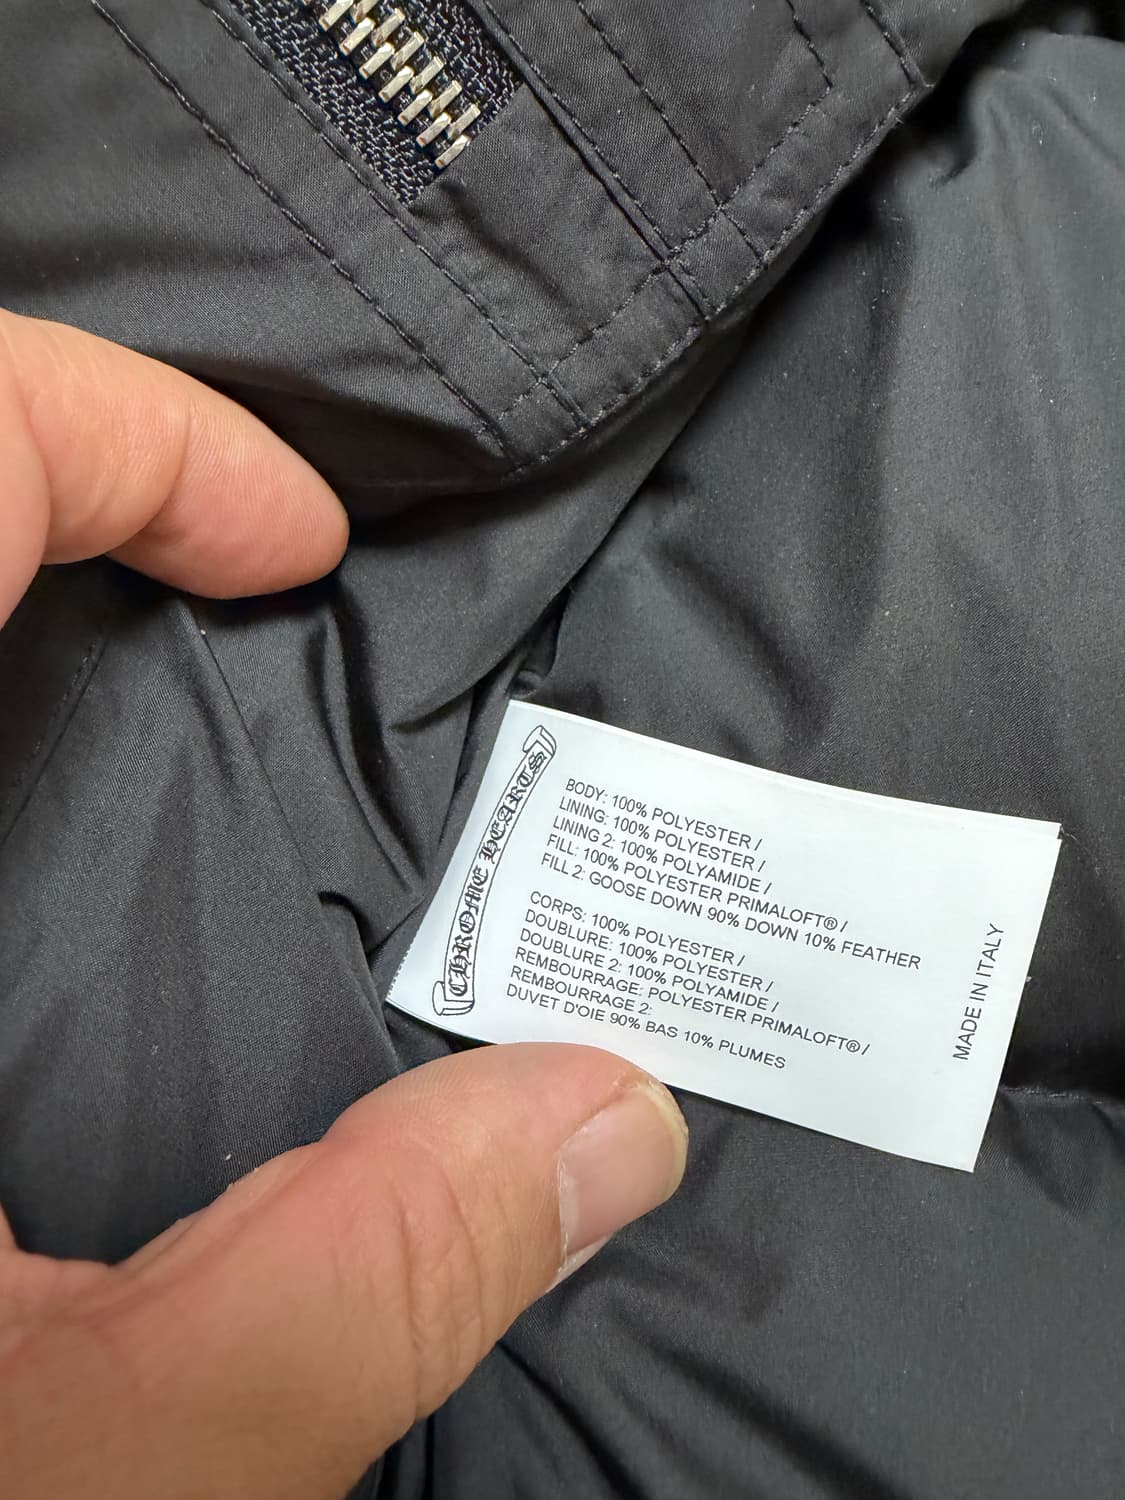 CHROME HEARTS
BODY: 100% POLYESTER /
LINING: 100% POLYESTER /
LINING 2: 100% POLYAMIDE /
FILL: 100% POLYESTER PRIMALOFT® /
FILL 2: GOOSE DOWN 90% DOWN 10% FEATHER
CORPS: 100% POLYESTER /
DOUBLURE: 100% POLYESTER /
DOUBLURE 2: 100% POLYAMIDE /
REMBOURRAGE: POLYESTER PRIMALOFT® /
REMBOURRAGE 2:
DUVET D'OIE 90% BAS 10% PLUMES
MADE IN ITALY